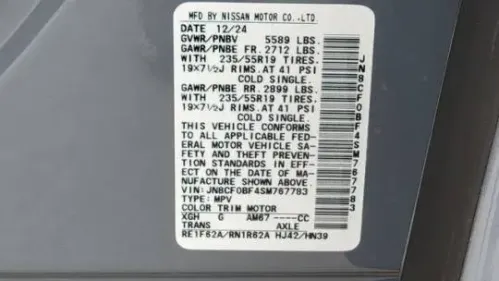 MFD BY NISSAN MOTOR CO.,LTD.
DATE 12/24
GVWR/PNBV 5589 LBS.
GAWR/PNBE FR. 2712 LBS.
WITH 235/55R19 TIRES.
19X7½J RIMS. AT 41 PSI
COLD SINGLE.
GAWR/PNBE RR. 2899 LBS.
WITH 235/55R19 TIRES.
19X7½J RIMS. AT 41 PSI
COLD SINGLE.
THIS VEHICLE CONFORMS
TO ALL APPLICABLE FED-
ERAL MOTOR VEHICLE SA-
FETY AND THEFT PREVEN-
TION STANDARDS IN EFF-
ECT ON THE DATE OF MA-
NUFACTURE SHOWN ABOVE.
VIN: JN8CF0BF4SM767783
TYPE: MPV
COLOR TRIM MOTOR
XGH G AM67 ----CC
TRANS AXLE
RE1F62A/RN1R62A HJ42/HN39
JN8CF0BF4SM767783